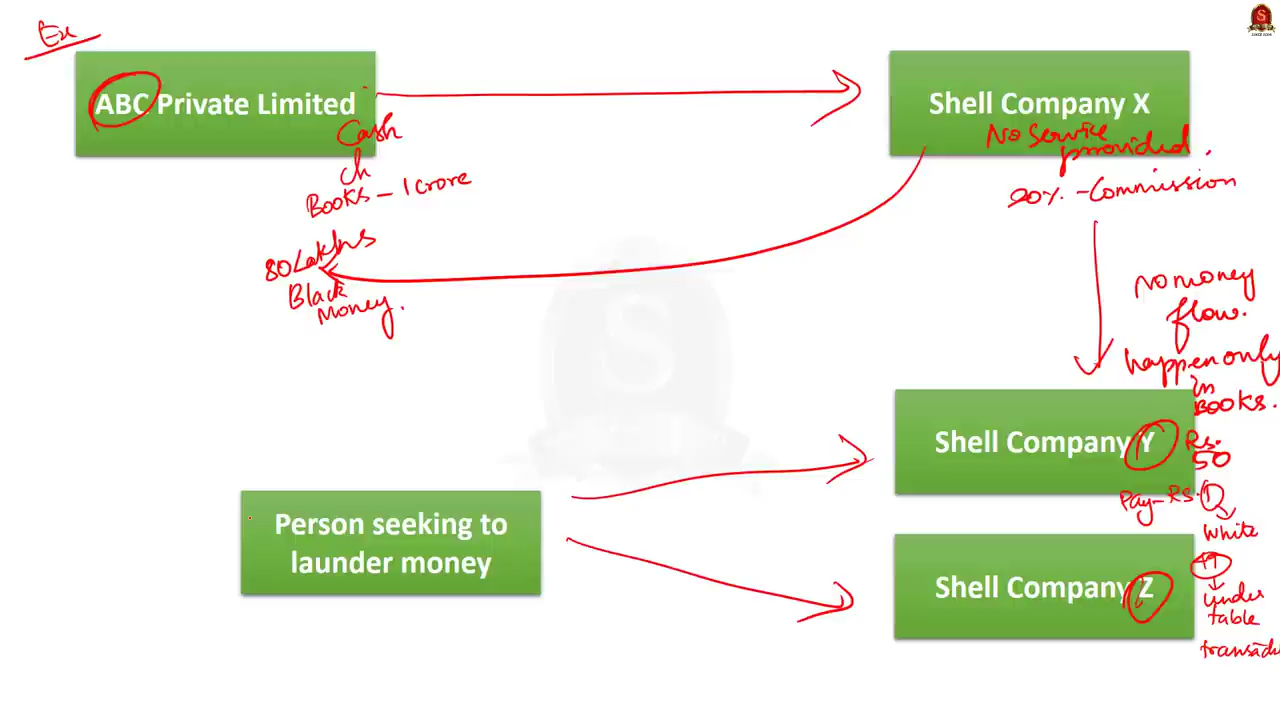 Ex
ABC Private Limited
Cash
ch
Books - 1 crore
80 Lakhs
Black
Money.
Shell Company X
No Service
provided.
20% - Commission
No money
flow.
happen only
in
Books.
Shell Company Y
Rs.
50
Pay - Rs. 1
White
Person seeking to
launder money
Shell Company Z
49
Under
table
S